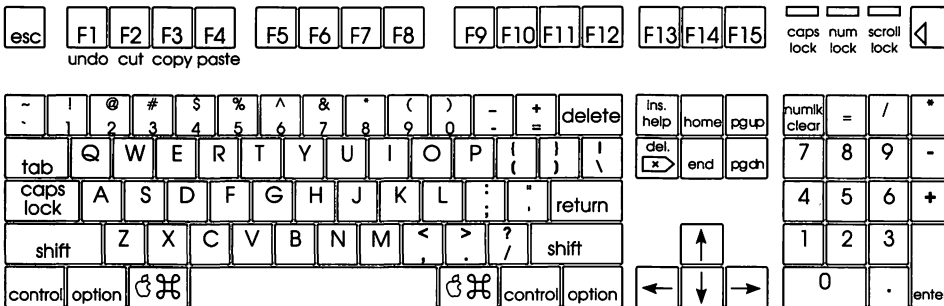 esc F1 F2 F3 F4 F5 F6 F7 F8 F9 F10 F11 F12 F13 F14 F15
undo cut copy paste
caps lock num lock scroll lock
~ ` ! 1 @ 2 # 3 $ 4 % 5 ^ 6 & 7 * 8 ( 9 ) 0 _ - + = delete ins. help home pgup numlk clear = / *
tab Q W E R T Y U I O P { ( } ) | \ del. end pgdn 7 8 9 -
caps lock A S D F G H J K L : ; " ' return 4 5 6 +
shift Z X C V B N M < , > . ? / shift ↑ 1 2 3
control option ⌘ ⌘ control option ← ↓ → 0 . enter